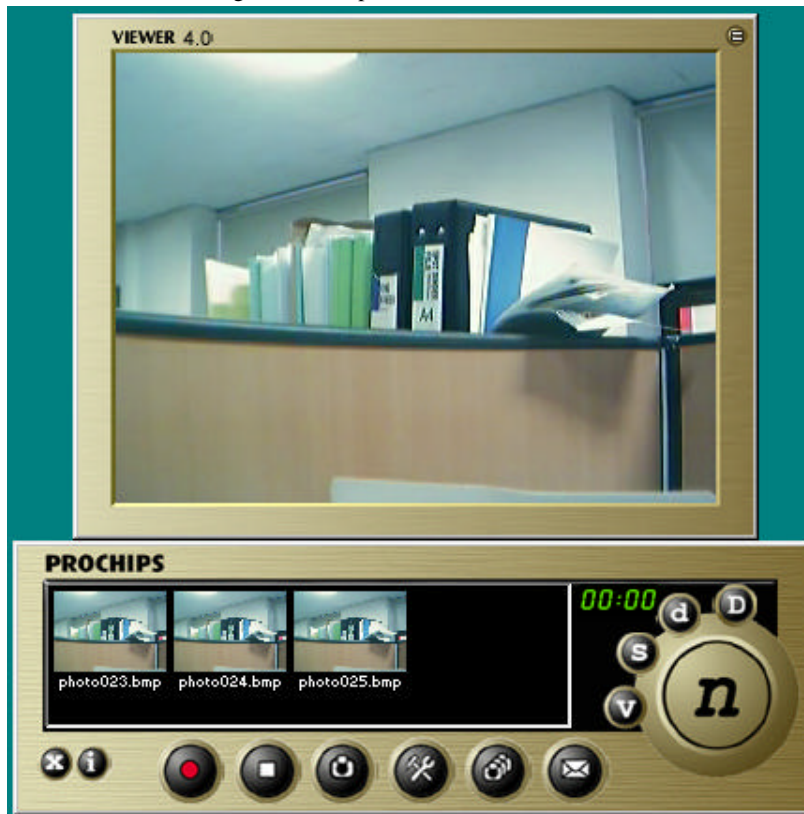 VIEWER 4.0
A4
PROCHIPS
00:00
d
D
S
V
n
photo023.bmp
photo024.bmp
photo025.bmp
x
i